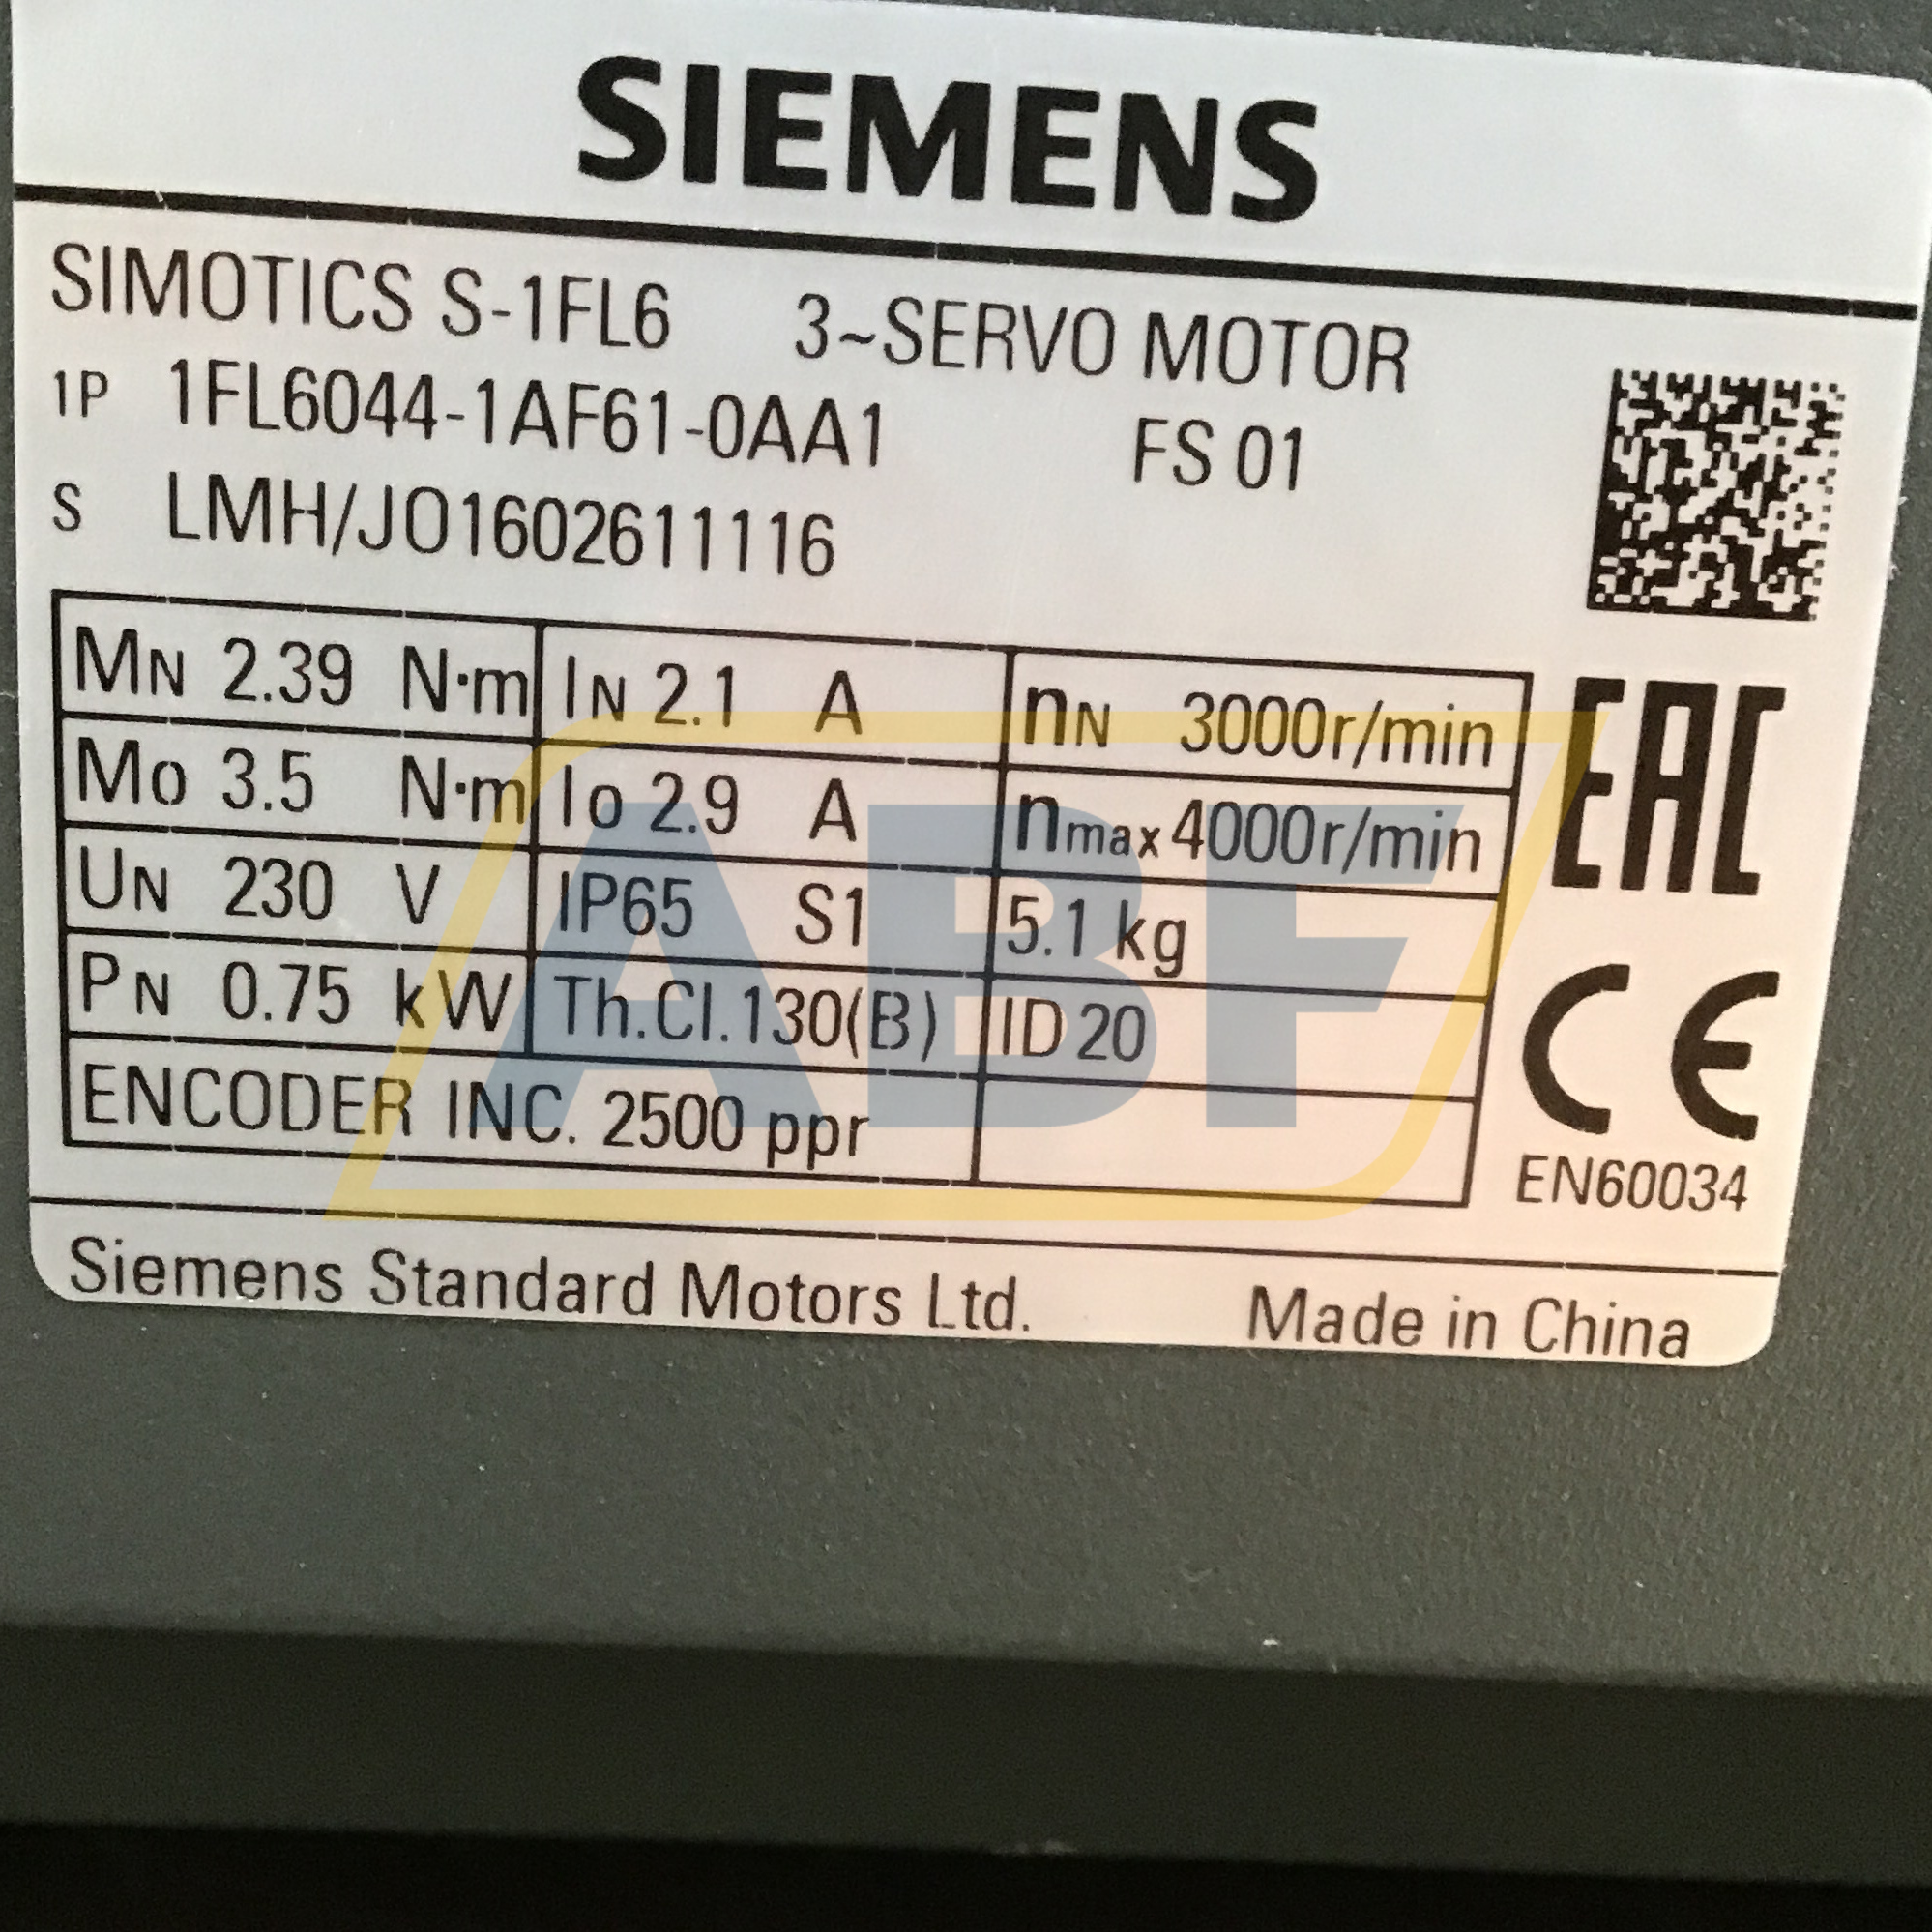 SIEMENS
SIMOTICS S-1FL6 3~SERVO MOTOR
1P 1FL6044-1AF61-0AA1 FS 01
S LMH/JO1602611116
MN 2.39 N·m IN 2.1 A nN 3000r/min
Mo 3.5 N·m Io 2.9 A nmax 4000r/min
UN 230 V IP65 S1 5.1 kg
PN 0.75 kW Th.Cl.130(B) ID 20
ENCODER INC. 2500 ppr
EAC
CE
EN60034
Siemens Standard Motors Ltd. Made in China
ABF